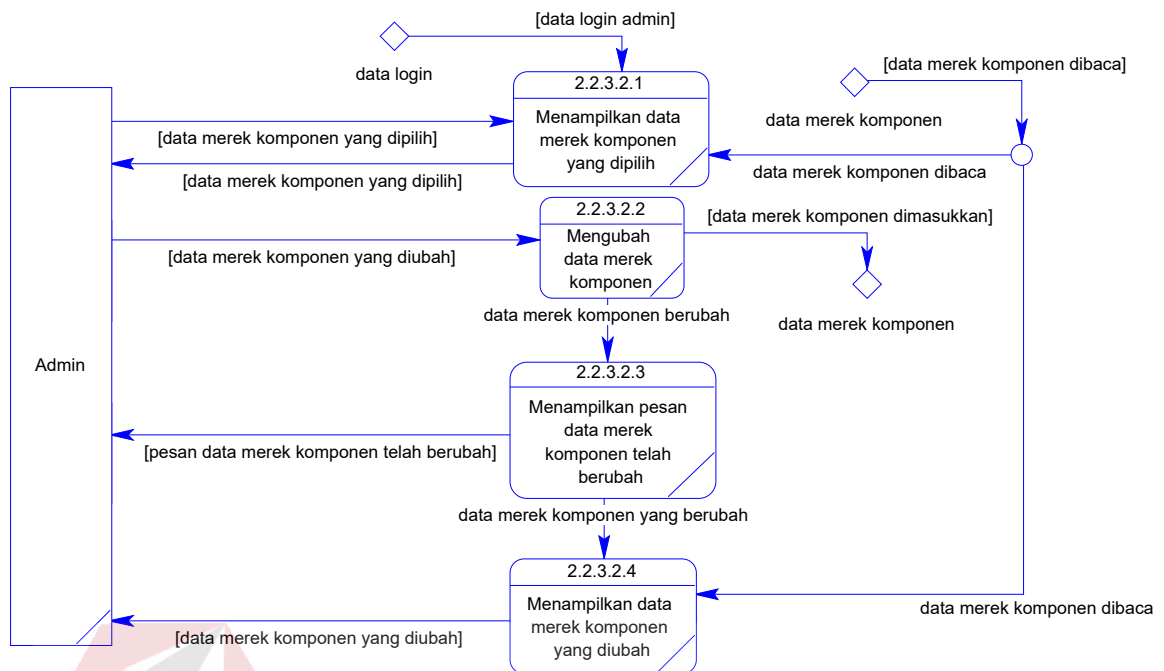 [data login admin]
data login
[data merek komponen dibaca]
data merek komponen
2.2.3.2.1
Menampilkan data
merek komponen
yang dipilih
[data merek komponen yang dipilih]
[data merek komponen yang dipilih]
data merek komponen dibaca
2.2.3.2.2
Mengubah
data merek
komponen
[data merek komponen dimasukkan]
[data merek komponen yang diubah]
data merek komponen berubah
data merek komponen
Admin
2.2.3.2.3
Menampilkan pesan
data merek
komponen telah
berubah
[pesan data merek komponen telah berubah]
data merek komponen yang berubah
2.2.3.2.4
Menampilkan data
merek komponen
yang diubah
data merek komponen dibaca
[data merek komponen yang diubah]